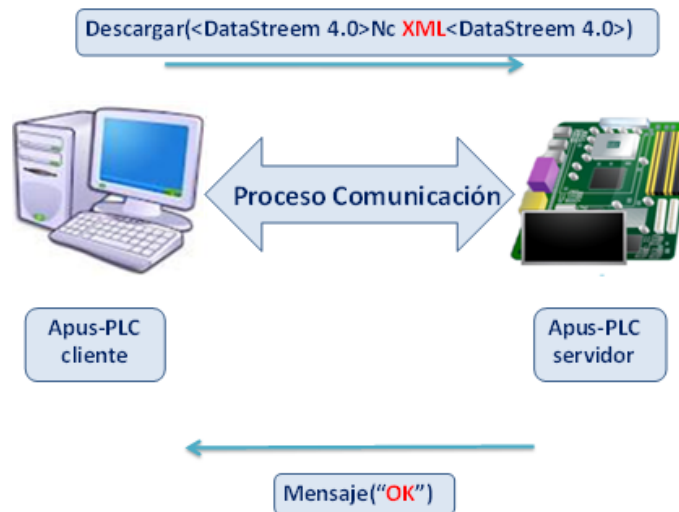 Descargar(<DataStreem 4.0>Nc XML<DataStreem 4.0>)
Proceso Comunicación
Apus-PLC
cliente
Apus-PLC
servidor
Mensaje(“OK”)